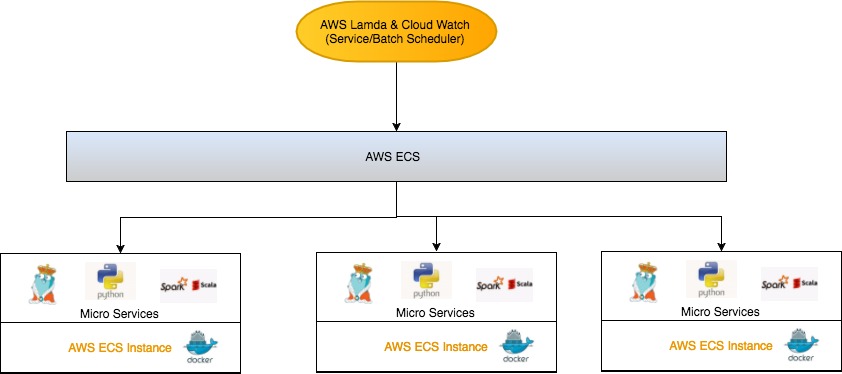 AWS Lamda & Cloud Watch
(Service/Batch Scheduler)
AWS ECS
python
Spark
Scala
Micro Services
AWS ECS Instance
docker
python
Spark
Scala
Micro Services
AWS ECS Instance
docker
python
Spark
Scala
Micro Services
AWS ECS Instance
docker